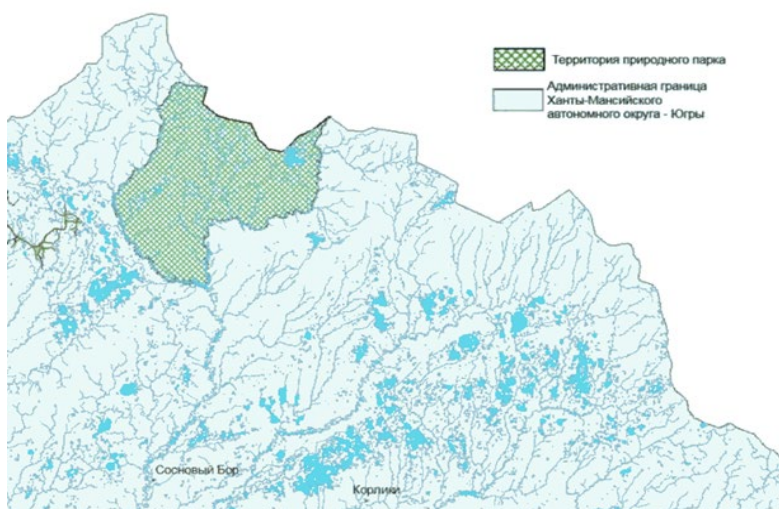 Территория природного парка
Административная граница
Ханты-Мансийского
автономного округа - Югры
Сосновый Бор
Корлики